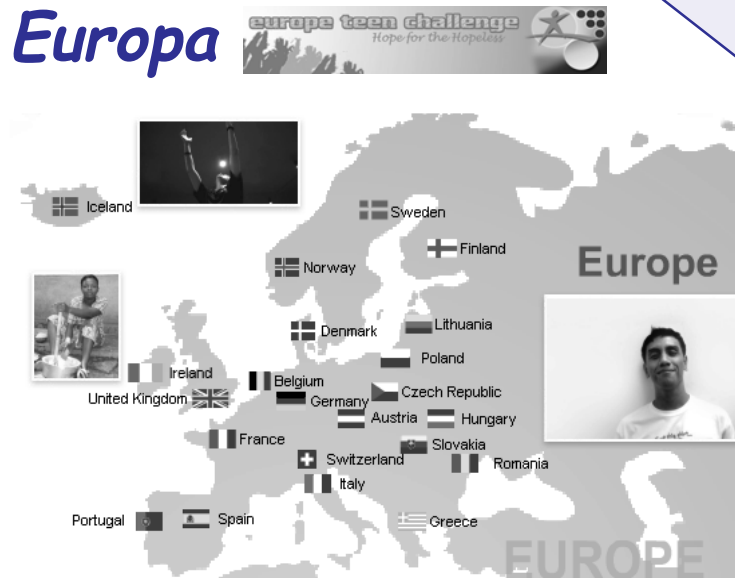 Europa
europe teen challenge
Hope for the Hopeless
Iceland
Sweden
Finland
Europe
Norway
Lithuania
Denmark
Poland
Ireland
Belgium
Czech Republic
United Kingdom
Germany
Austria
Hungary
France
Slovakia
Switzerland
Romania
Italy
Portugal
Spain
Greece
EUROPE